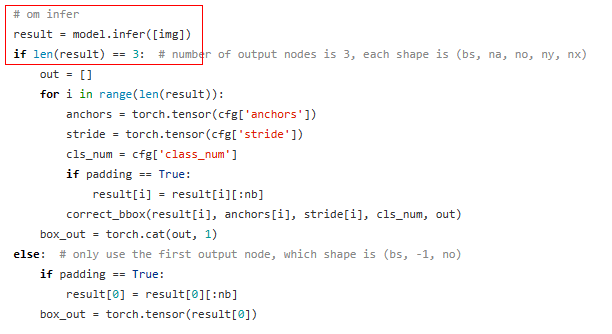 # om infer
result = model.infer([img])
if len(result) == 3:  # number of output nodes is 3, each shape is (bs, na, no, ny, nx)
    out = []
    for i in range(len(result)):
        anchors = torch.tensor(cfg['anchors'])
        stride = torch.tensor(cfg['stride'])
        cls_num = cfg['class_num']
        if padding == True:
            result[i] = result[i][:nb]
        correct_bbox(result[i], anchors[i], stride[i], cls_num, out)
    box_out = torch.cat(out, 1)
else:  # only use the first output node, which shape is (bs, -1, no)
    if padding == True:
        result[0] = result[0][:nb]
    box_out = torch.tensor(result[0])